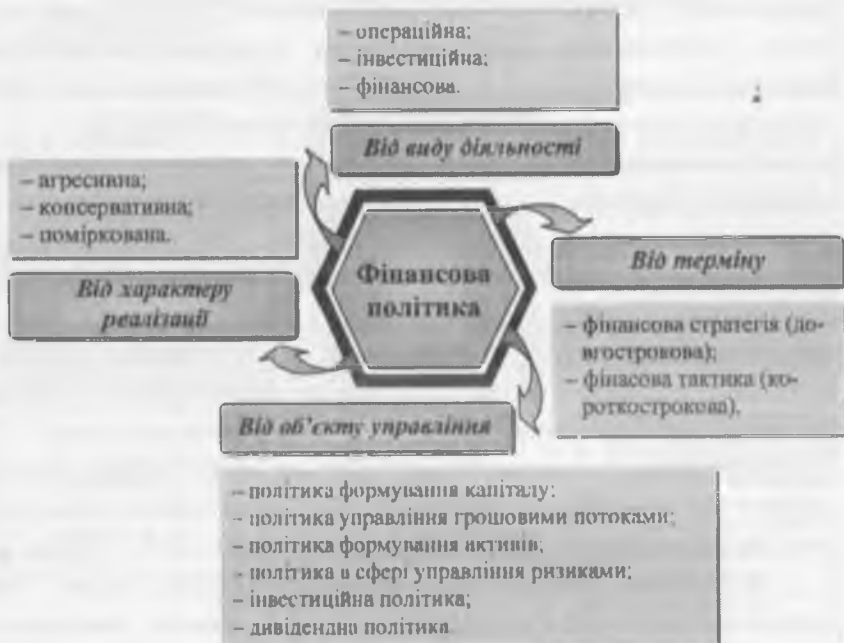 – операційна;
– інвестиційна;
– фінансова.
Від виду діяльності
– агресивна;
– консервативна;
– поміркована.
Від характеру
реалізації
Фінансова
політика
Від терміну
– фінансова стратегія (до-
вгострокова);
– фінасова тактика (ко-
роткострокова).
Від об’єкту управління
– політика формування капіталу;
– політика управління грошовими потоками;
– політика формування активів;
– політика в сфері управління ризиками;
– інвестиційна політика;
– дивідендна політика.